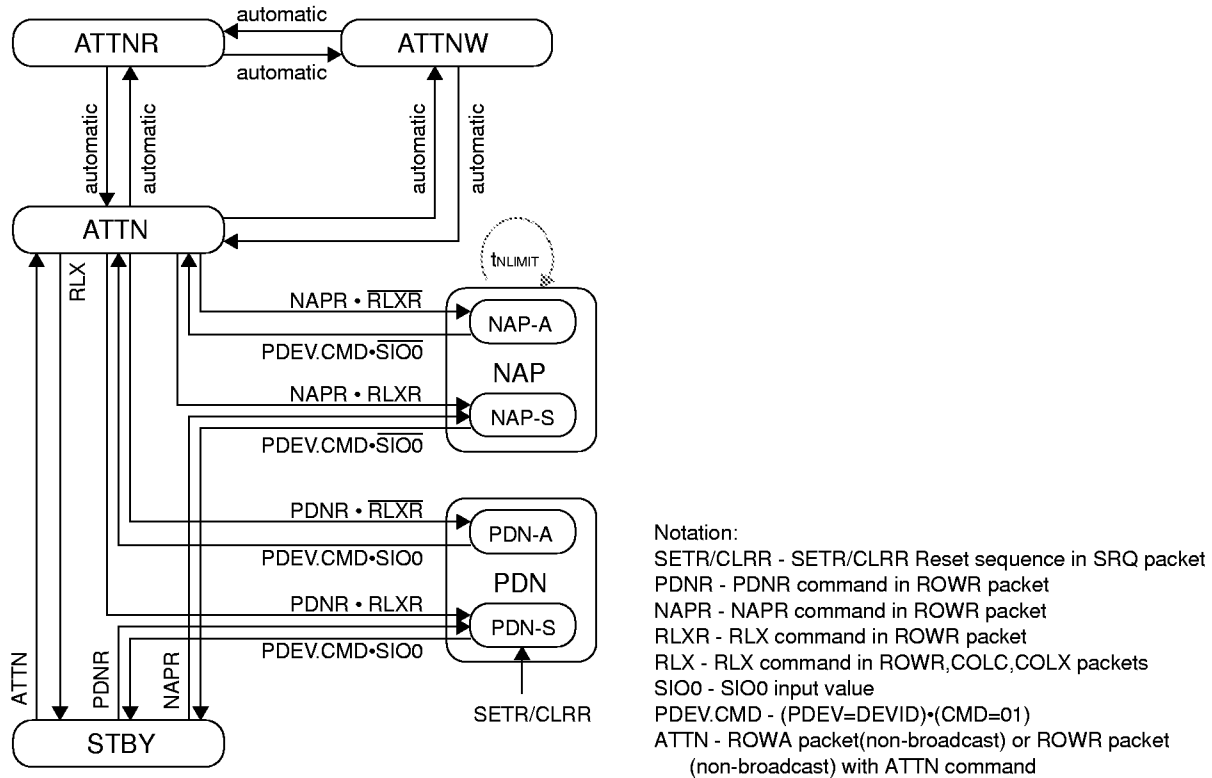 automatic
ATTNR
ATTNW
automatic
automatic
automatic
automatic
automatic
ATTN
RLX
tNLIMIT
NAPR • R̅L̅X̅R̅
NAP-A
PDEV.CMD•S̅I̅O̅0̅
NAP
NAPR • RLXR
NAP-S
PDEV.CMD•S̅I̅O̅0̅
PDNR • R̅L̅X̅R̅
PDN-A
PDEV.CMD•SIO0
PDN
PDNR • RLXR
PDN-S
PDEV.CMD•SIO0
ATTN
PDNR
NAPR
SETR/CLRR
STBY
Notation:
SETR/CLRR - SETR/CLRR Reset sequence in SRQ packet
PDNR - PDNR command in ROWR packet
NAPR - NAPR command in ROWR packet
RLXR - RLX command in ROWR packet
RLX - RLX command in ROWR,COLC,COLX packets
SIO0 - SIO0 input value
PDEV.CMD - (PDEV=DEVID)•(CMD=01)
ATTN - ROWA packet(non-broadcast) or ROWR packet
(non-broadcast) with ATTN command